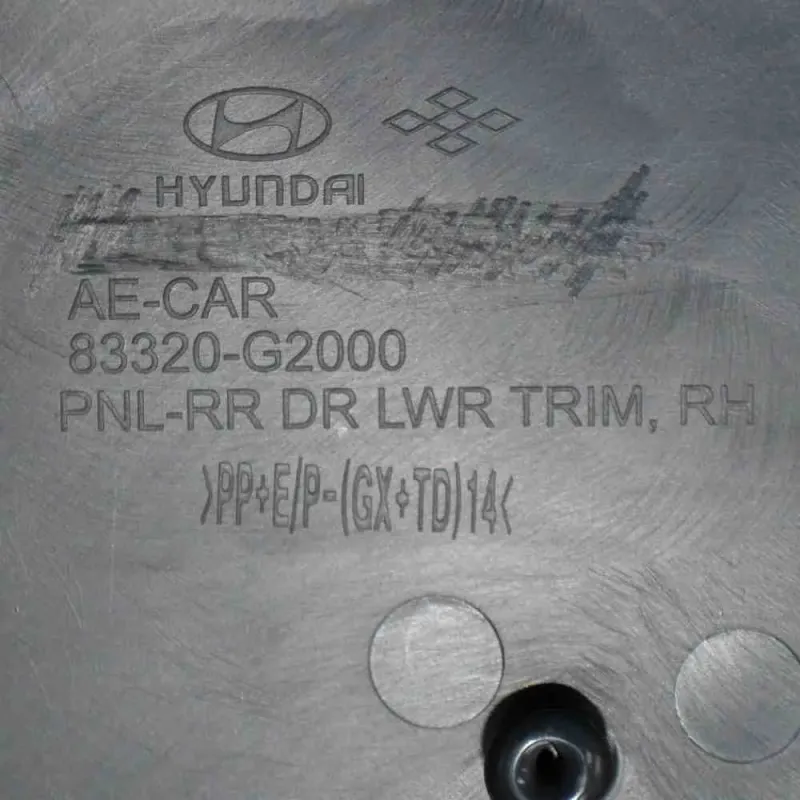 HYUNDAI
AE-CAR
83320-G2000
PNL-RR DR LWR TRIM, RH
>PP+E/P-(GX+TD)14<